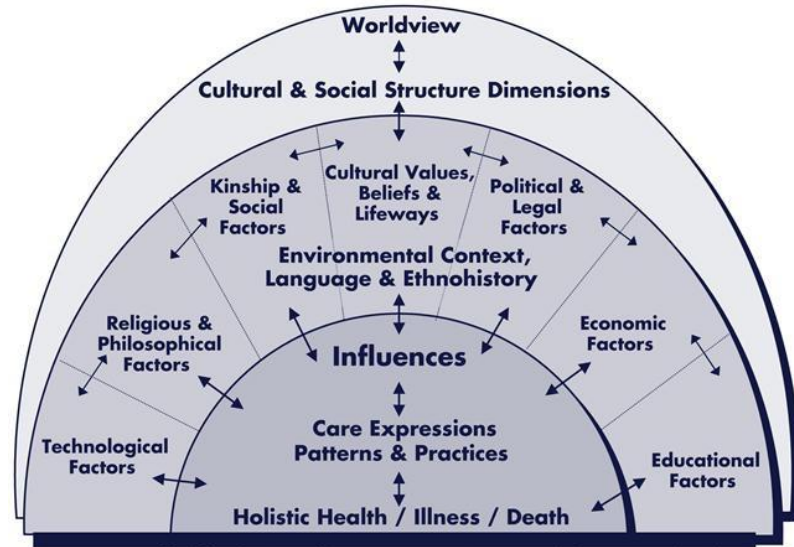 Worldview
Cultural & Social Structure Dimensions
Cultural Values,
Beliefs &
Lifeways
Kinship &
Social
Factors
Political &
Legal
Factors
Environmental Context,
Language & Ethnohistory
Religious &
Philosophical
Factors
Economic
Factors
Influences
Technological
Factors
Care Expressions
Patterns & Practices
Educational
Factors
Holistic Health / Illness / Death